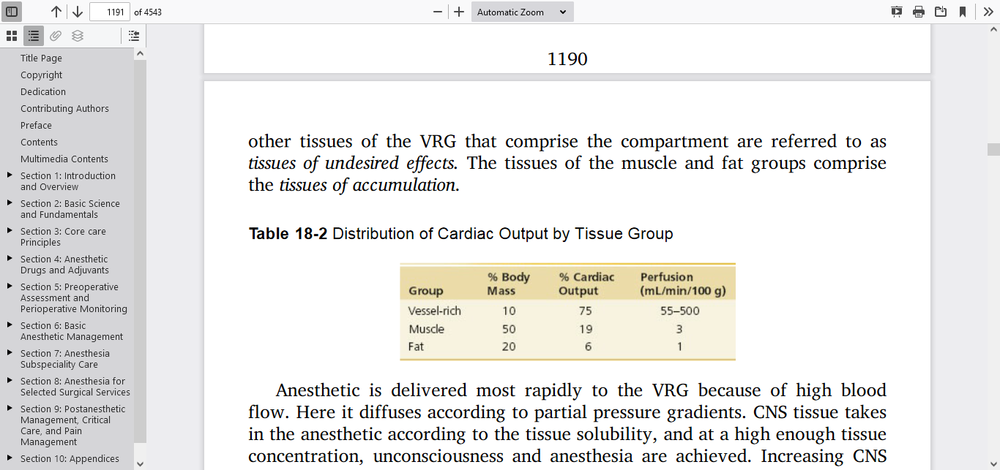 1191 of 4543
Automatic Zoom
Title Page
Copyright
Dedication
Contributing Authors
Preface
Contents
Multimedia Contents
Section 1: Introduction
and Overview
Section 2: Basic Science
and Fundamentals
Section 3: Core care
Principles
Section 4: Anesthetic
Drugs and Adjuvants
Section 5: Preoperative
Assessment and
Perioperative Monitoring
Section 6: Basic
Anesthetic Management
Section 7: Anesthesia
Subspeciality Care
Section 8: Anesthesia for
Selected Surgical Services
Section 9: Postanesthetic
Management, Critical
Care, and Pain
Management
Section 10: Appendices
1190
other tissues of the VRG that comprise the compartment are referred to as
tissues of undesired effects. The tissues of the muscle and fat groups comprise
the tissues of accumulation.
Table 18-2 Distribution of Cardiac Output by Tissue Group
% Body % Cardiac Perfusion
Group Mass Output (mL/min/100 g)
Vessel-rich 10 75 55–500
Muscle 50 19 3
Fat 20 6 1
Anesthetic is delivered most rapidly to the VRG because of high blood
flow. Here it diffuses according to partial pressure gradients. CNS tissue takes
in the anesthetic according to the tissue solubility, and at a high enough tissue
concentration, unconsciousness and anesthesia are achieved. Increasing CNS